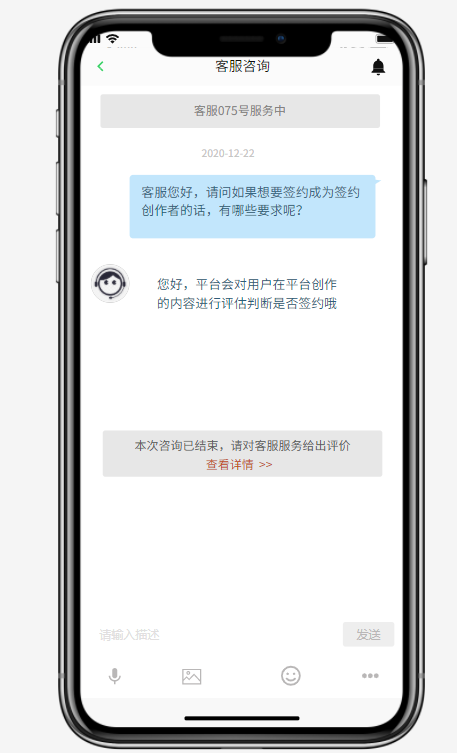 客服咨询
客服075号服务中
2020-12-22
客服您好，请问如果想要签约成为签约
创作者的话，有哪些要求呢？
您好，平台会对用户在平台创作
的内容进行评估判断是否签约哦
本次咨询已结束，请对客服服务给出评价
查看详情 >>
请输入描述
发送